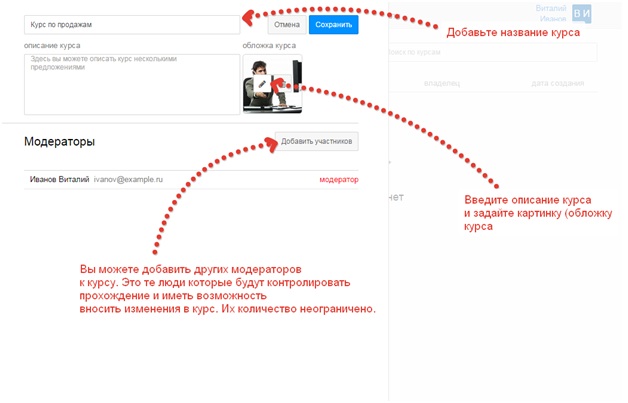 Курс по продажам
Отмена
Сохранить
Добавьте название курса
Виталий
Иванов
ВИ
описание курса
обложка курса
Здесь вы можете описать курс несколькими
предложениями
поиск по курсам
владелец
дата создания
Модераторы
Добавить участников
Иванов Виталий ivanov@example.ru
модератор
нет
Введите описание курса
и задайте картинку (обложку
курса
Вы можете добавить других модераторов
к курсу. Это те люди которые будут контролировать
прохождение и иметь возможность
вносить изменения в курс. Их количество неограничено.